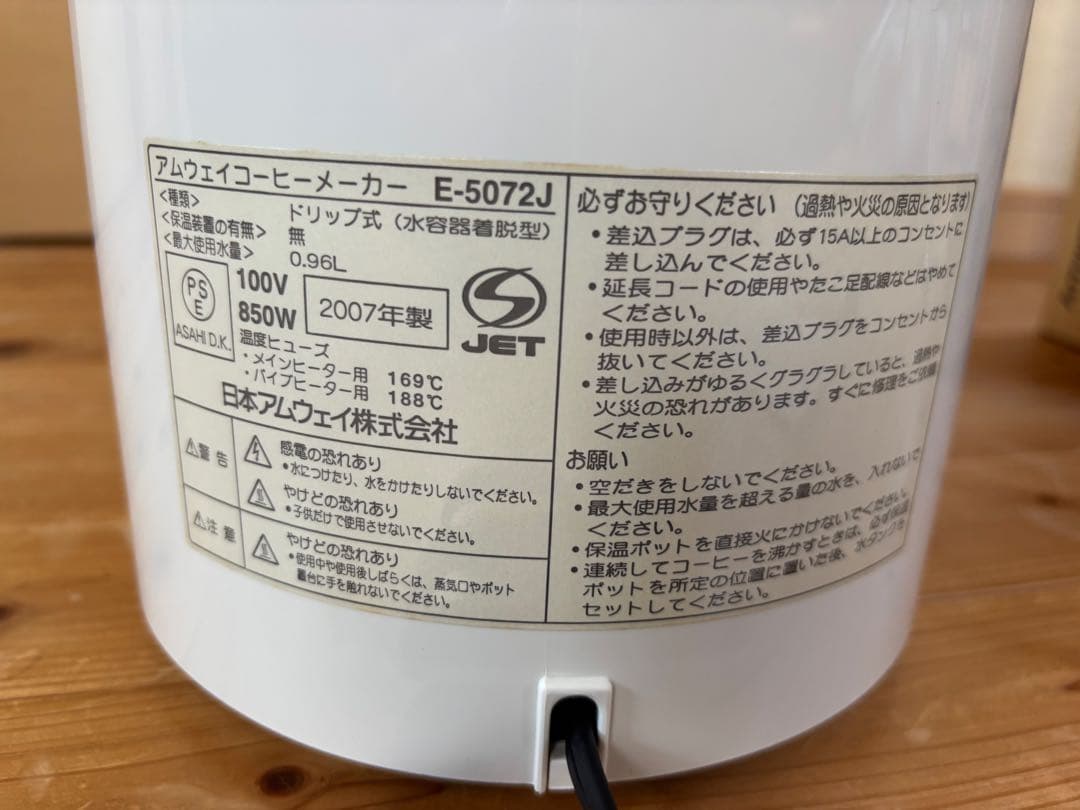 アムウェイコーヒーメーカー E-5072J
<種類> ドリップ式（水容器着脱型）
<保温装置の有無> 無
<最大使用水量> 0.96L
PS
E
ASAHI D.K.
100V
850W
2007年製
JET
温度ヒューズ
・メインヒーター用 169℃
・パイプヒーター用 188℃
日本アムウェイ株式会社
⚠警告
感電の恐れあり
●水につけたり、水をかけたりしないでください。
やけどの恐れあり
●子供だけで使用させないでください。
⚠注意
やけどの恐れあり
●使用中や使用後しばらくは、蒸気口やポット
置台に手を触れないでください。
必ずお守りください（過熱や火災の原因となります）
・差込プラグは、必ず15A以上のコンセントに
差し込んでください。
・延長コードの使用やたこ足配線などはやめて
ください。
・使用時以外は、差込プラグをコンセントから
抜いてください。
・差し込みがゆるくグラグラしていると、過熱や
火災の恐れがあります。すぐに修理をご依頼
ください。
お願い
・空だきをしないでください。
・最大使用水量を超える量の水を、入れないで
ください。
・保温ポットを直接火にかけないでください。
・連続してコーヒーを沸かすときは、必ず保温
ポットを所定の位置に置いた後、水タンクを
セットしてください。